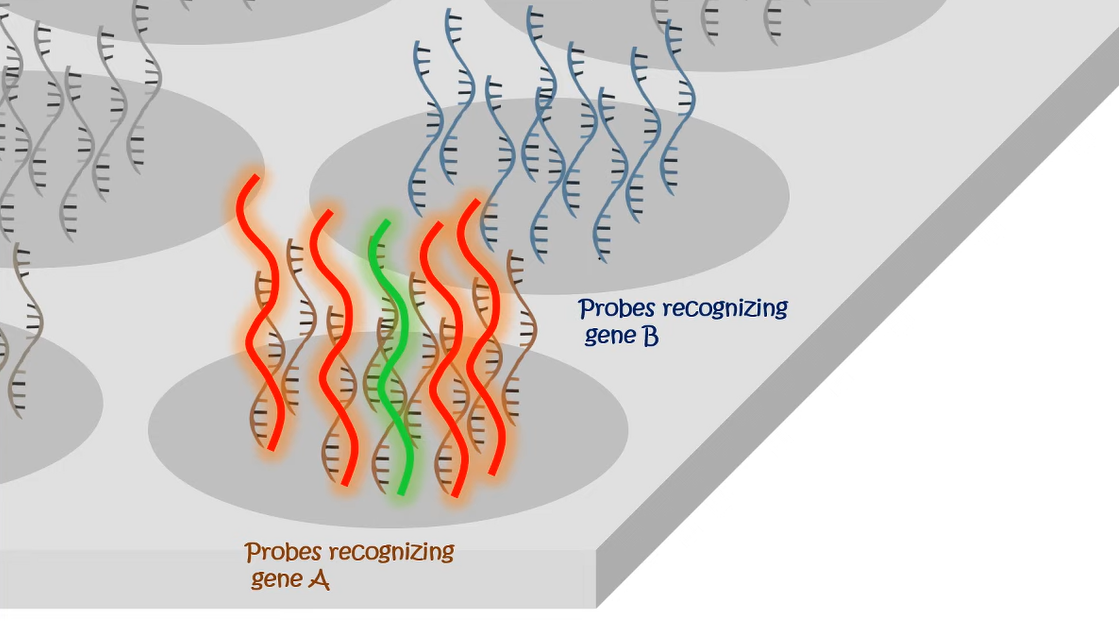 Probes recognizing
gene B
Probes recognizing
gene A